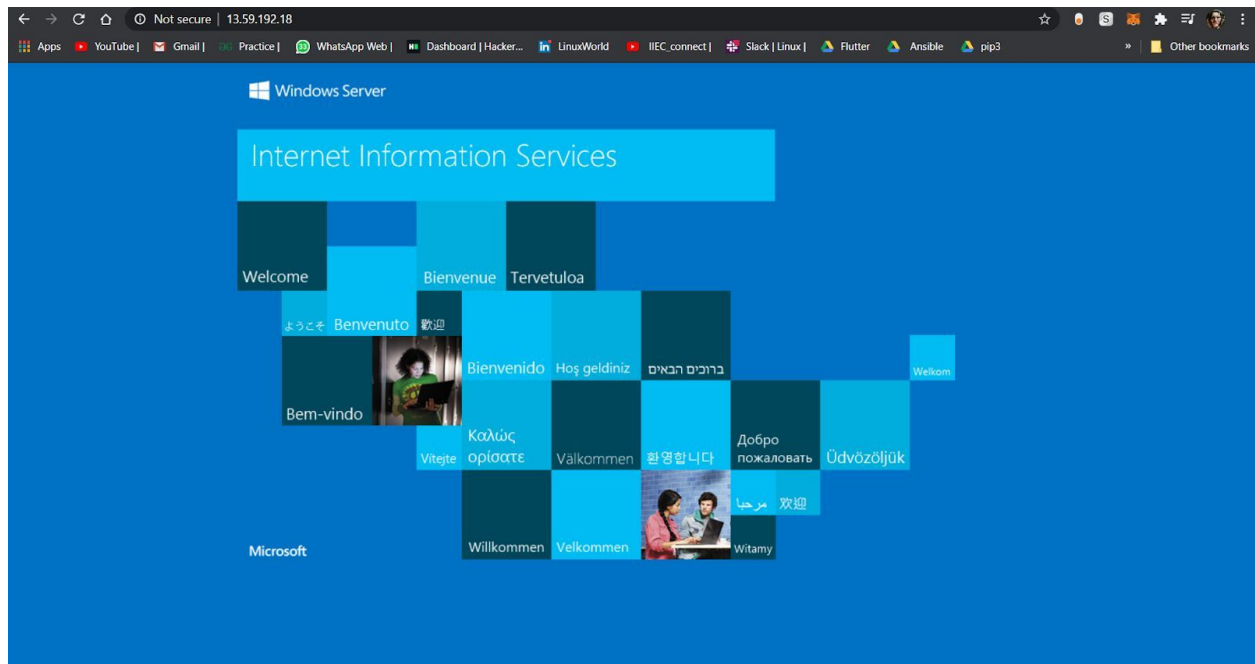 Not secure | 13.59.192.18
Apps YouTube | Gmail | Practice | WhatsApp Web | Dashboard | Hacker... LinuxWorld IIEC_connect | Slack | Linux | Flutter Ansible pip3 » Other bookmarks
Windows Server
Internet Information Services
Welcome
Bienvenue
Tervetuloa
ようこそ
Benvenuto
歡迎
Bienvenido
Hoş geldiniz
ברוכים הבאים
Welkom
Bem-vindo
Vítejte
Καλώς
ορίσατε
Välkommen
환영합니다
Добро
пожаловать
Üdvözöljük
مرحبا
欢迎
Microsoft
Willkommen
Velkommen
Witamy